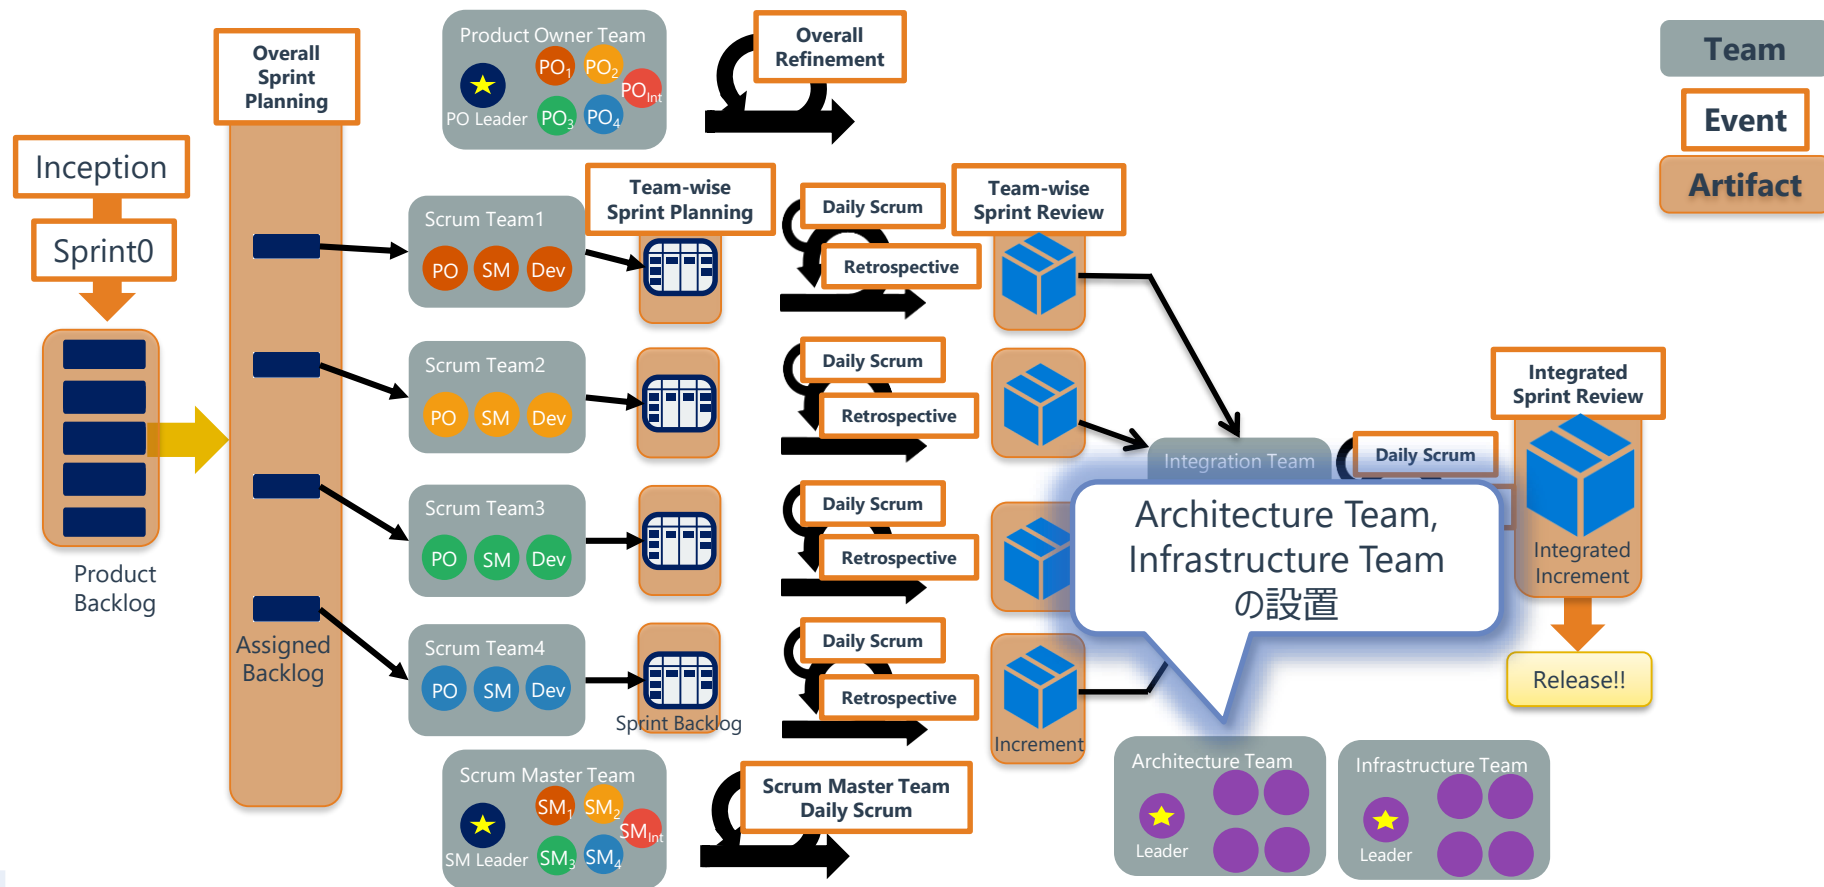 Product Owner Team
PO1
PO2
POInt
PO Leader
PO3
PO4
Overall
Refinement
Team
Event
Artifact
Overall
Sprint
Planning
Inception
Sprint0
Product
Backlog
Assigned
Backlog
Scrum Team1
PO
SM
Dev
Team-wise
Sprint Planning
Daily Scrum
Retrospective
Team-wise
Sprint Review
Scrum Team2
PO
SM
Dev
Daily Scrum
Retrospective
Scrum Team3
PO
SM
Dev
Daily Scrum
Retrospective
Scrum Team4
PO
SM
Dev
Sprint Backlog
Daily Scrum
Retrospective
Increment
Integration Team
Daily Scrum
Architecture Team,
Infrastructure Team
の設置
Integrated
Sprint Review
Integrated
Increment
Release!!
Scrum Master Team
SM1
SM2
SMInt
SM Leader
SM3
SM4
Scrum Master Team
Daily Scrum
Architecture Team
Leader
Infrastructure Team
Leader